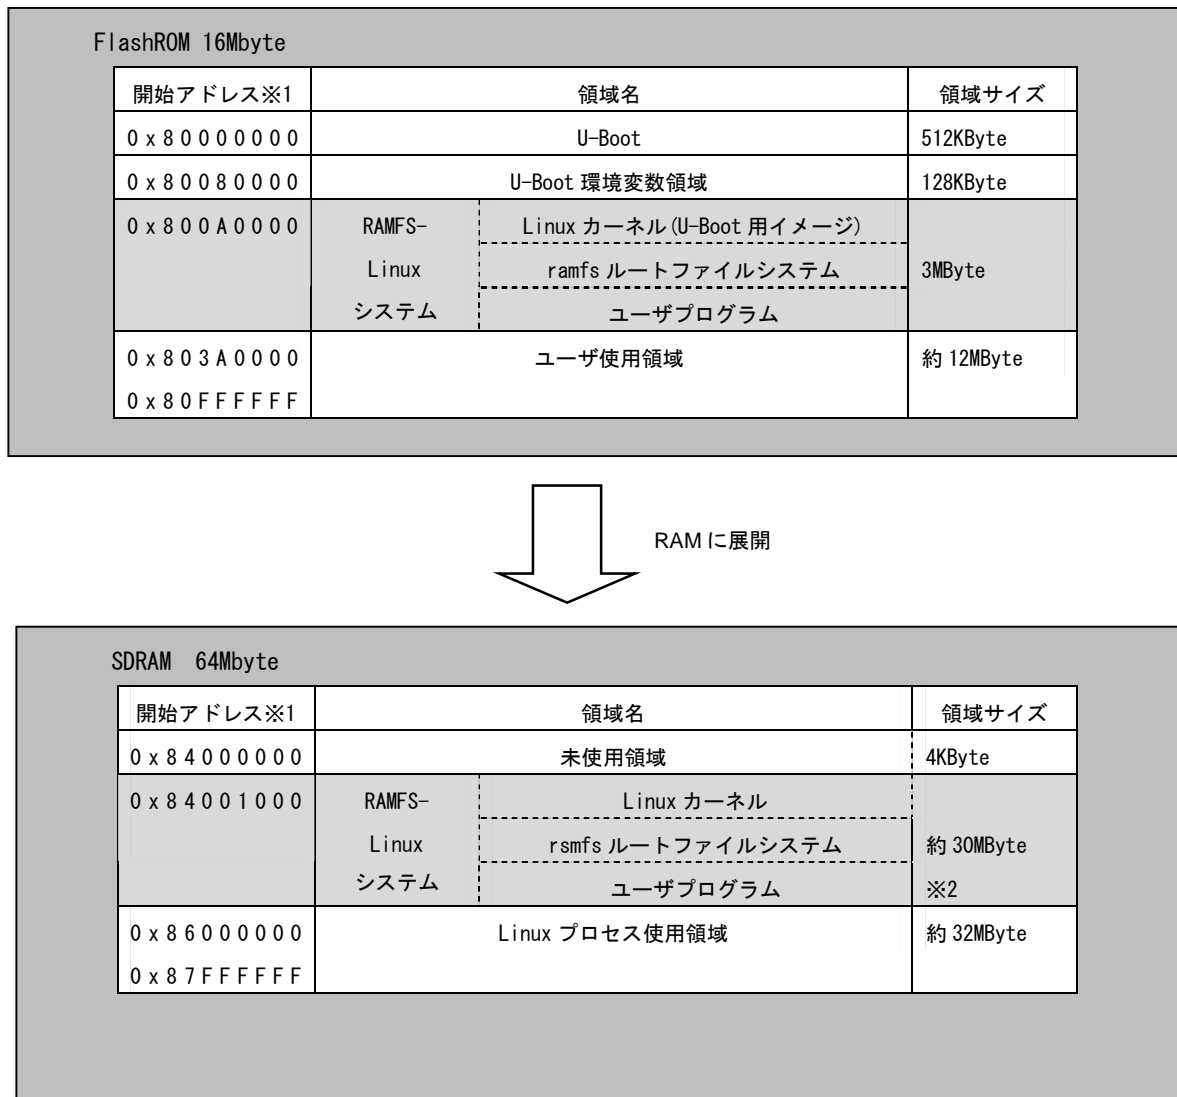 FlashROM 16Mbyte
開始アドレス※1 領域名 領域サイズ
0x80000000 U-Boot 512KByte
0x80080000 U-Boot 環境変数領域 128KByte
0x800A0000 RAMFS- Linux カーネル(U-Boot 用イメージ)
Linux ramfs ルートファイルシステム 3MByte
システム ユーザプログラム
0x803A0000 ユーザ使用領域 約 12MByte
0x80FFFFFF
RAM に展開
SDRAM 64Mbyte
開始アドレス※1 領域名 領域サイズ
0x84000000 未使用領域 4KByte
0x84001000 RAMFS- Linux カーネル
Linux rsmfs ルートファイルシステム 約 30MByte
システム ユーザプログラム ※2
0x86000000 Linux プロセス使用領域 約 32MByte
0x87FFFFFF